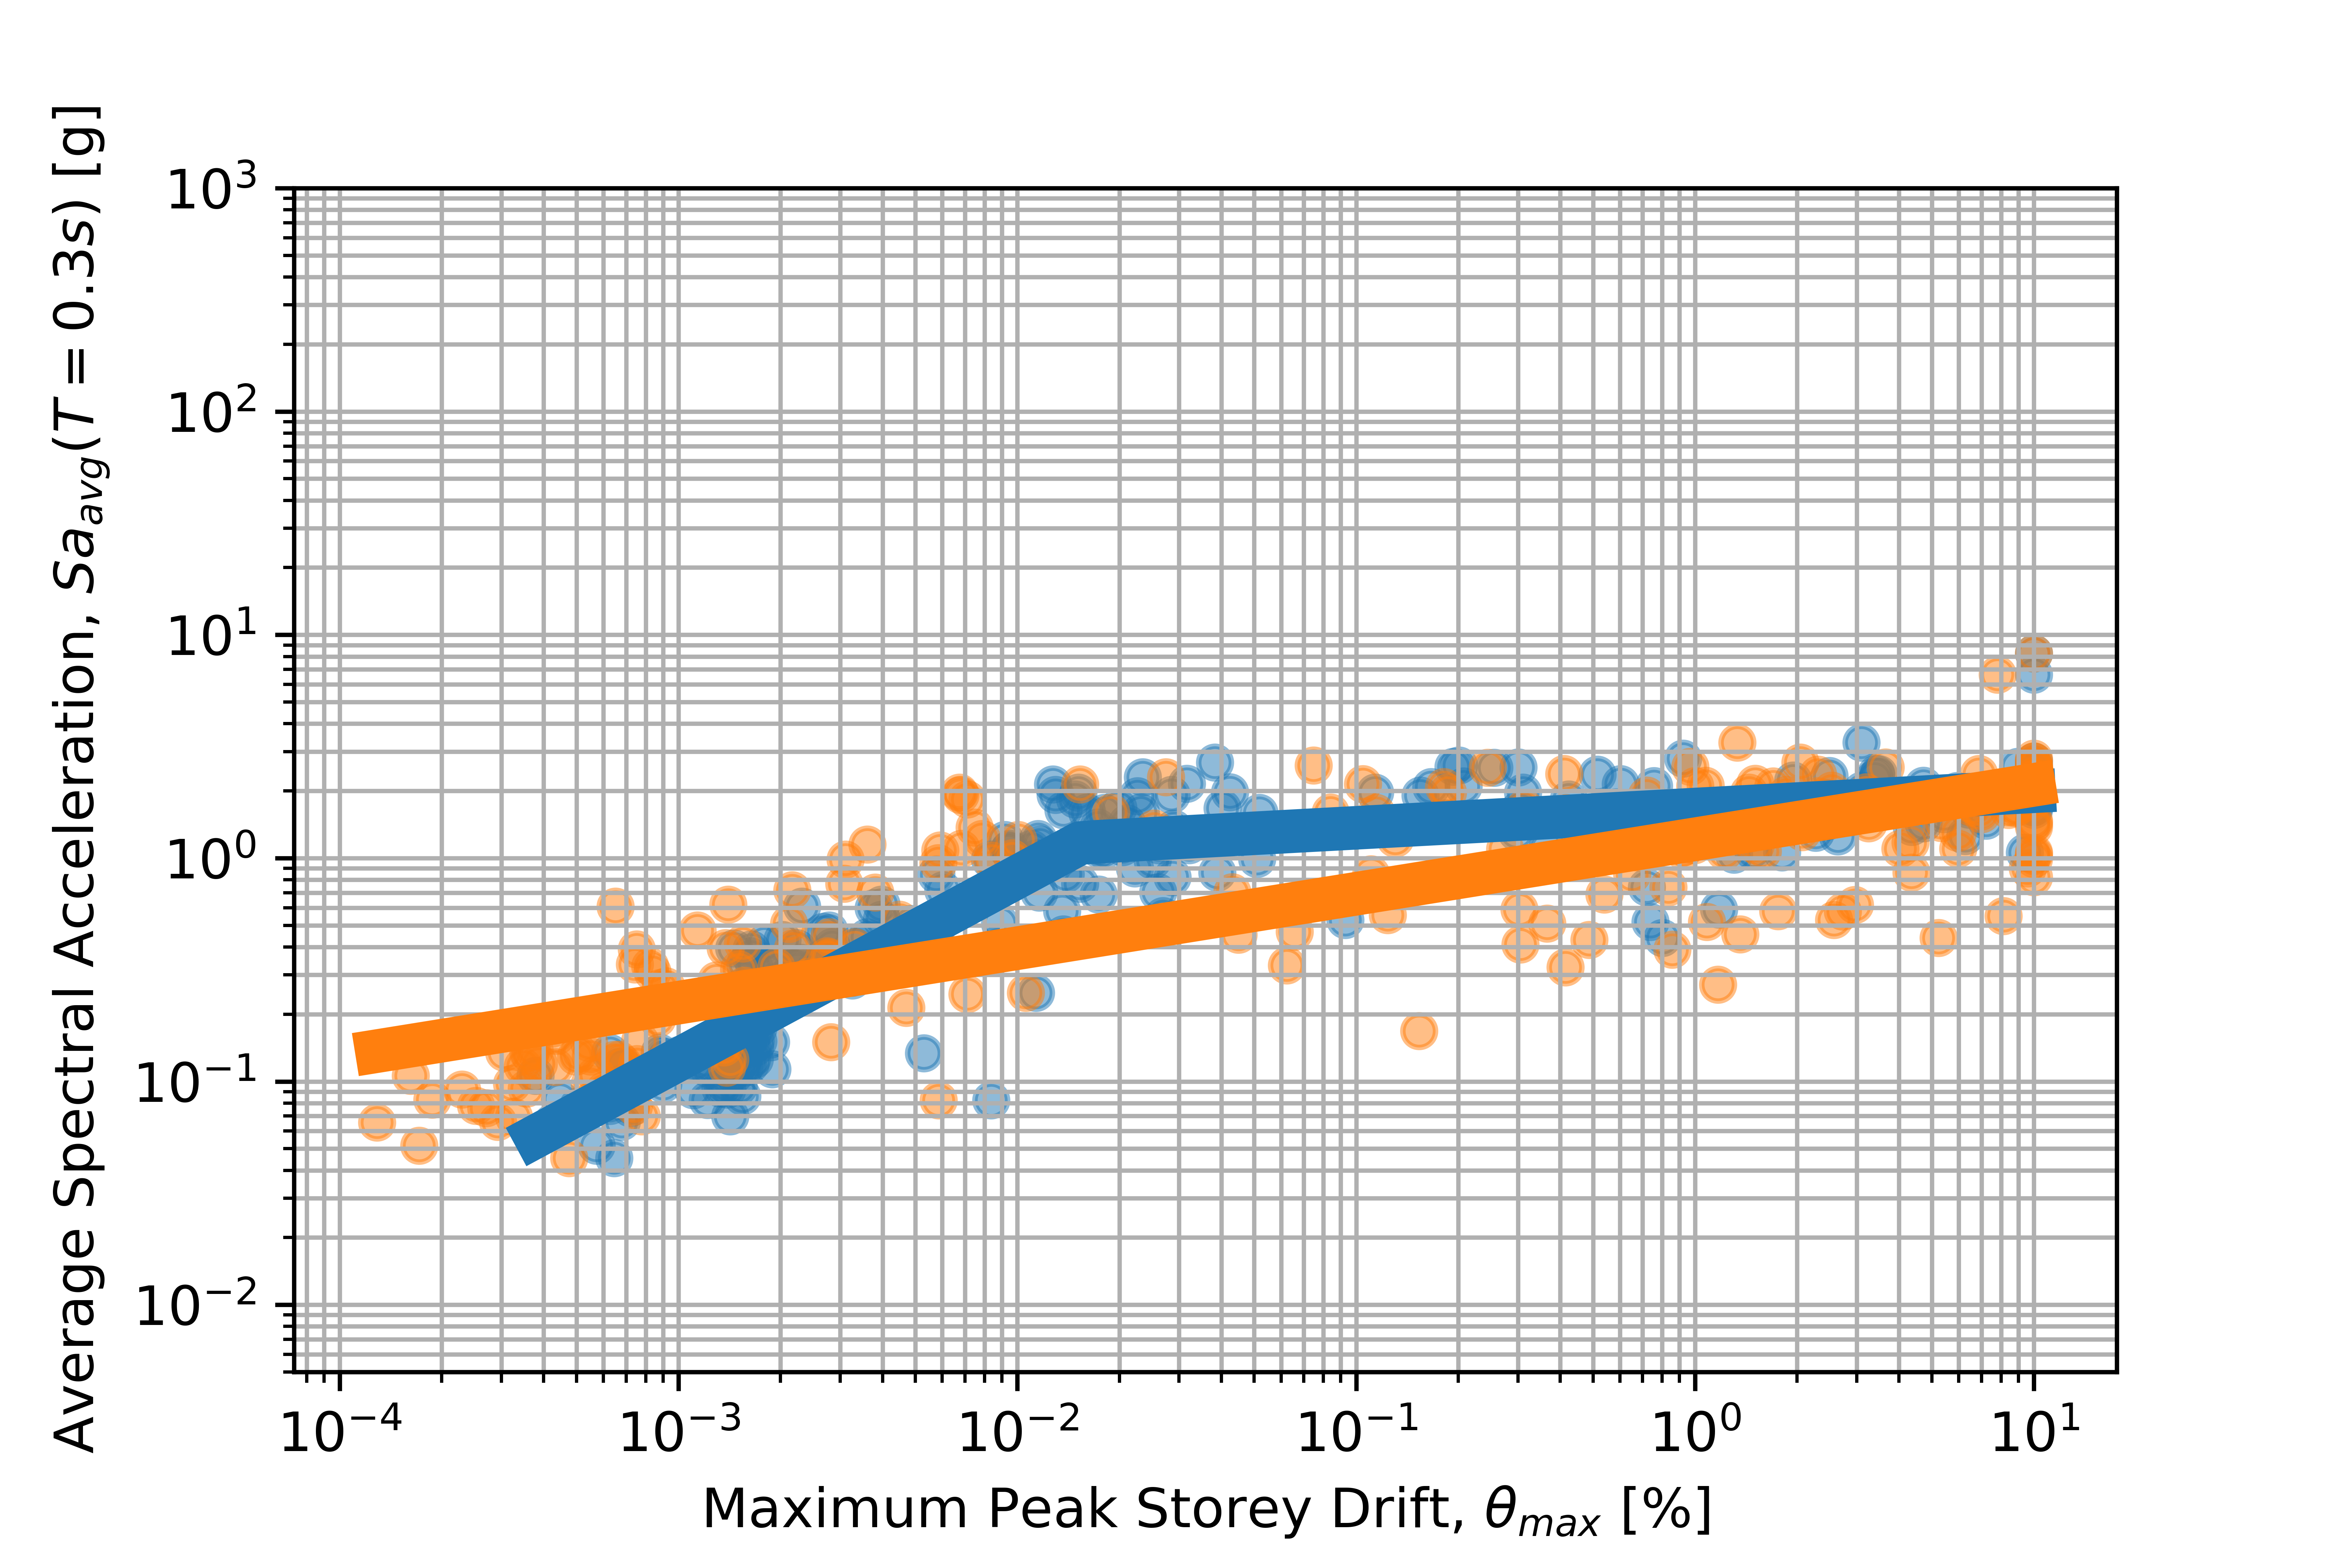 Average Spectral Acceleration, Sa_avg(T = 0.3s) [g]
10³
10²
10¹
10⁰
10⁻¹
10⁻²
10⁻⁴ 10⁻³ 10⁻² 10⁻¹ 10⁰ 10¹
Maximum Peak Storey Drift, θ_max [%]